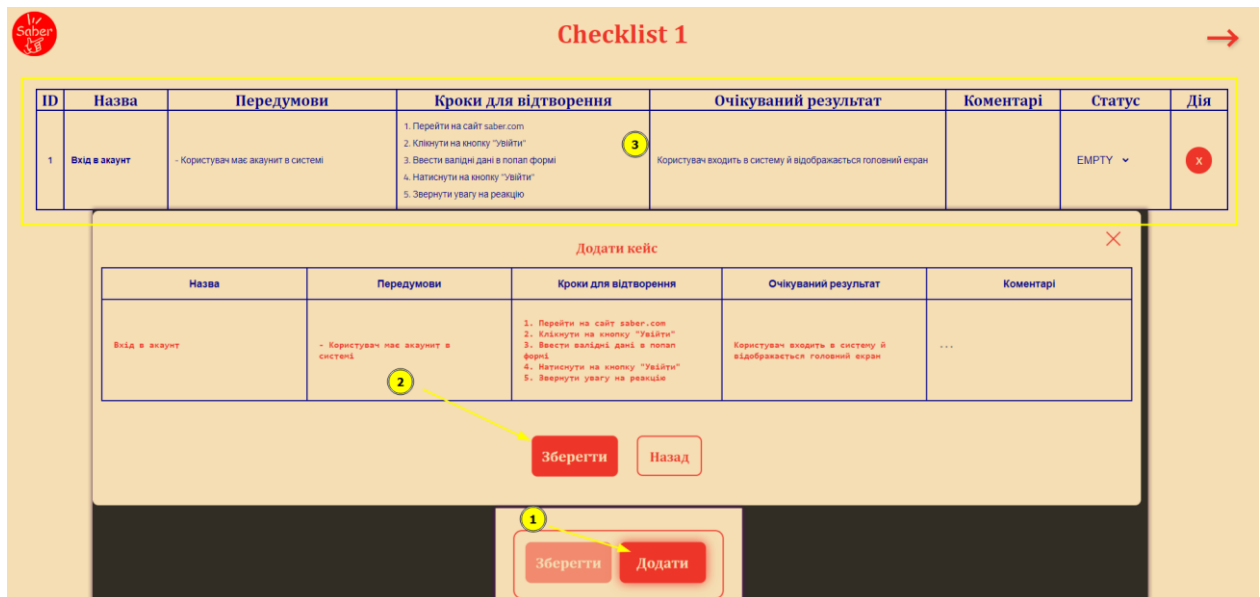 Saber
Checklist 1
ID Назва Передумови Кроки для відтворення Очікуваний результат Коментарі Статус Дія
1 Вхід в акаунт - Користувач має акаунит в системі
1. Перейти на сайт saber.com
2. Клікнути на кнопку "Увійти"
3. Ввести валідні дані в попап формі
4. Натиснути на кнопку "Увійти"
5. Звернути увагу на реакцію
3
Користувач входить в систему й відображається головний екран
EMPTY
x
Додати кейс
Назва Передумови Кроки для відтворення Очікуваний результат Коментарі
Вхід в акаунт
- Користувач має акаунит в
системі
1. Перейти на сайт saber.com
2. Клікнути на кнопку "Увійти"
3. Ввести валідні дані в попап
формі
4. Натиснути на кнопку "Увійти"
5. Звернути увагу на реакцію
Користувач входить в систему й
відображається головний екран
...
2
Зберегти Назад
1
Зберегти Додати